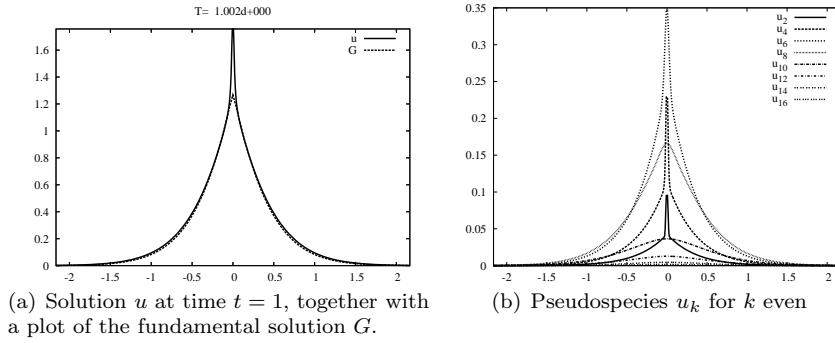 T= 1.002d+000
u
G
1.6
1.4
1.2
1
0.8
0.6
0.4
0.2
0
-2 -1.5 -1 -0.5 0 0.5 1 1.5 2
(a) Solution u at time t = 1, together with
a plot of the fundamental solution G.
u2
u4
u6
u8
u10
u12
u14
u16
0.35
0.3
0.25
0.2
0.15
0.1
0.05
0
-2 -1.5 -1 -0.5 0 0.5 1 1.5 2
(b) Pseudospecies uk for k even